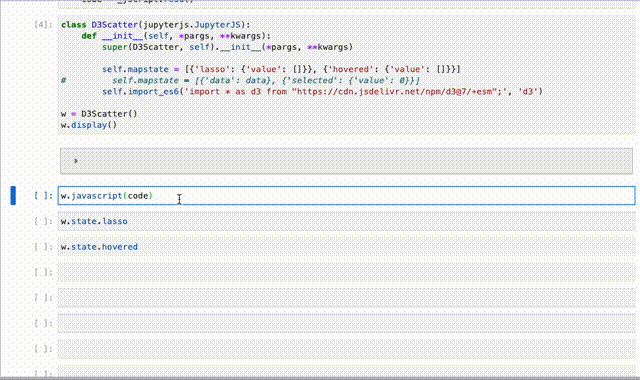 [4]: class D3Scatter(jupyterjs.JupyterJS):
def __init__(self, *pargs, **kwargs):
super(D3Scatter, self).__init__(*pargs, **kwargs)
self.mapstate = [{'lasso': {'value': []}}, {'hovered': {'value': []}}]
# self.mapstate = [{'data': data}, {'selected': {'value': 0}}]
self.import_es6('import * as d3 from "https://cdn.jsdelivr.net/npm/d3@7/+esm";', 'd3')
w = D3Scatter()
w.display()
[ ]: w.javascript(code)
[ ]: w.state.lasso
[ ]: w.state.hovered
[ ]:
[ ]:
[ ]:
[ ]:
[ ]: